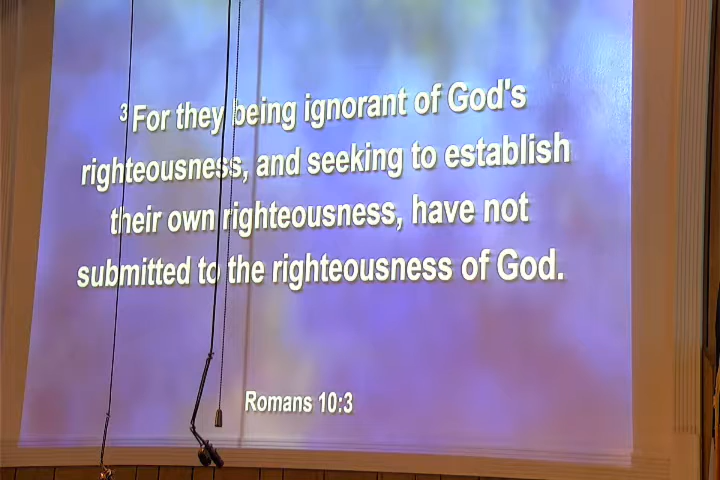 ³ For they being ignorant of God's
righteousness, and seeking to establish
their own righteousness, have not
submitted to the righteousness of God.
Romans 10:3